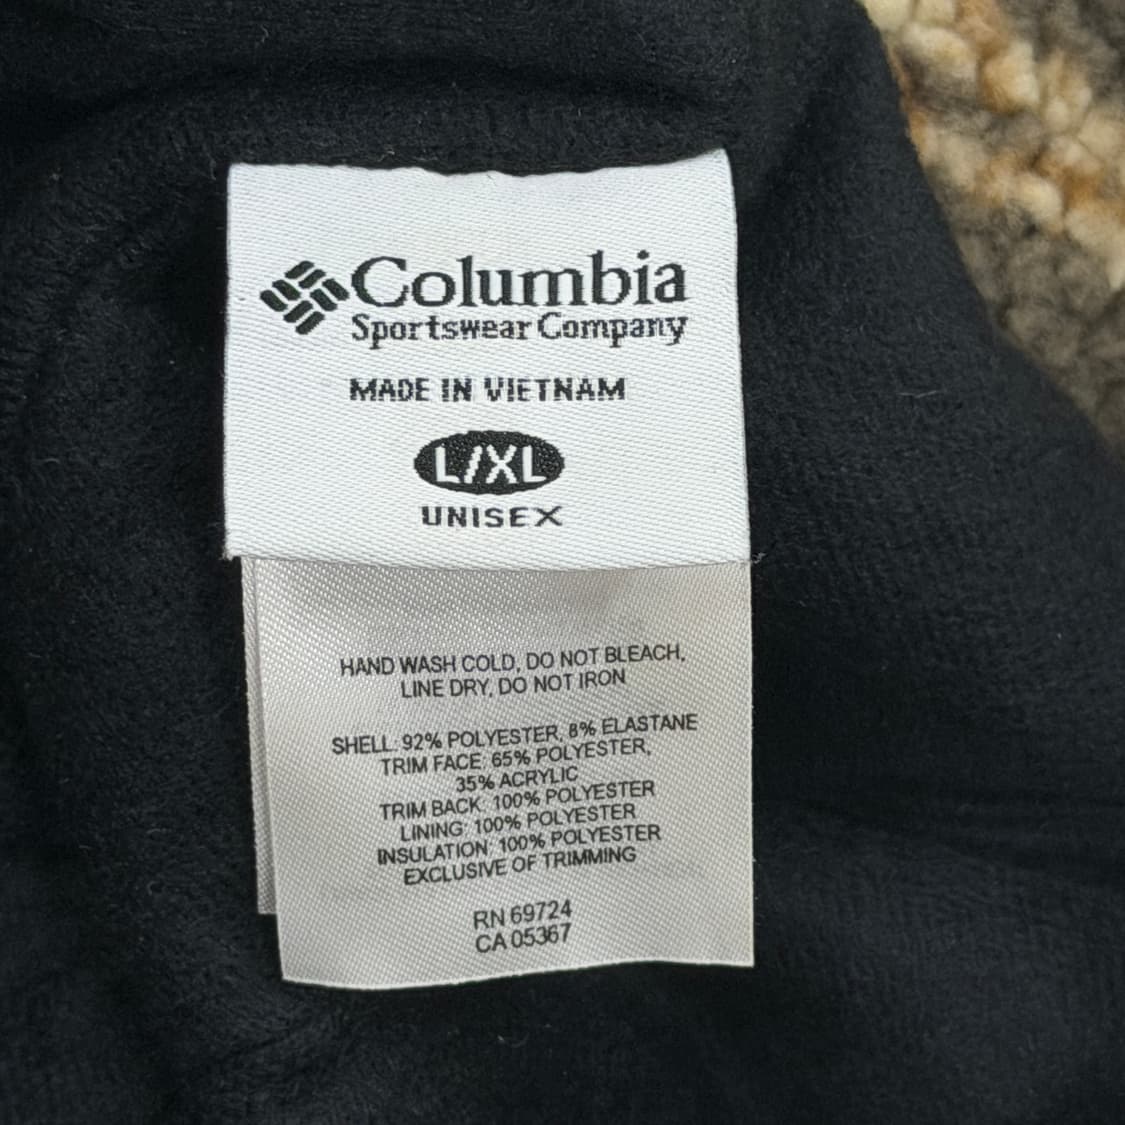 Columbia
Sportswear Company
MADE IN VIETNAM
L/XL
UNISEX
HAND WASH COLD, DO NOT BLEACH,
LINE DRY, DO NOT IRON
SHELL: 92% POLYESTER, 8% ELASTANE
TRIM FACE: 65% POLYESTER,
35% ACRYLIC
TRIM BACK: 100% POLYESTER
LINING: 100% POLYESTER
INSULATION: 100% POLYESTER
EXCLUSIVE OF TRIMMING
RN 69724
CA 05367